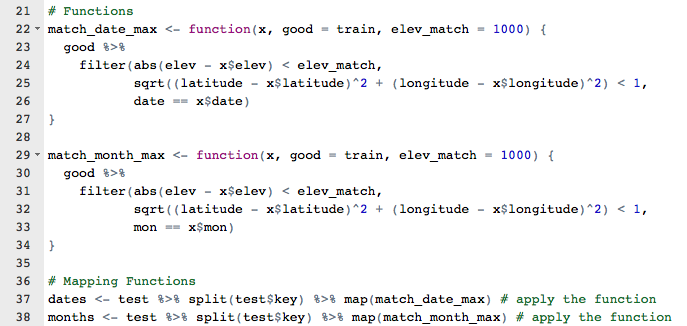 21 # Functions
22 match_date_max <- function(x, good = train, elev_match = 1000) {
23   good %>%
24     filter(abs(elev - x$elev) < elev_match,
25            sqrt((latitude - x$latitude)^2 + (longitude - x$longitude)^2) < 1,
26            date == x$date)
27 }
28
29 match_month_max <- function(x, good = train, elev_match = 1000) {
30   good %>%
31     filter(abs(elev - x$elev) < elev_match,
32            sqrt((latitude - x$latitude)^2 + (longitude - x$longitude)^2) < 1,
33            mon == x$mon)
34 }
35
36 # Mapping Functions
37 dates <- test %>% split(test$key) %>% map(match_date_max) # apply the function
38 months <- test %>% split(test$key) %>% map(match_month_max) # apply the function